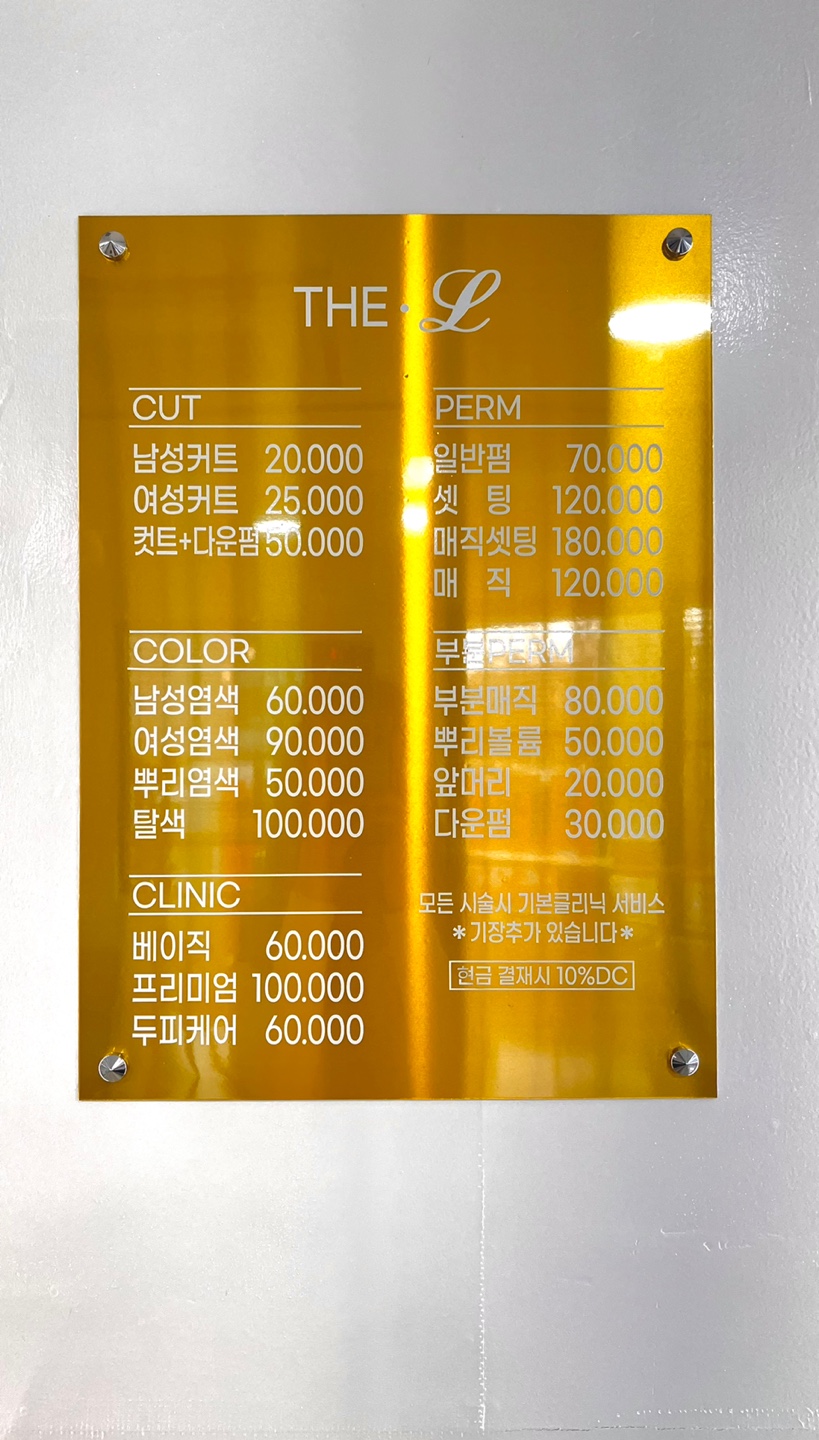 THE · L
CUT
남성커트 20.000
여성커트 25.000
컷트+다운펌 50.000
COLOR
남성염색 60.000
여성염색 90.000
뿌리염색 50.000
탈색 100.000
CLINIC
베이직 60.000
프리미엄 100.000
두피케어 60.000
PERM
일반펌 70.000
셋 팅 120.000
매직셋팅 180.000
매 직 120.000
부분PERM
부분매직 80.000
뿌리볼륨 50.000
앞머리 20.000
다운펌 30.000
모든 시술시 기본클리닉 서비스
*기장추가 있습니다*
현금 결재시 10%DC